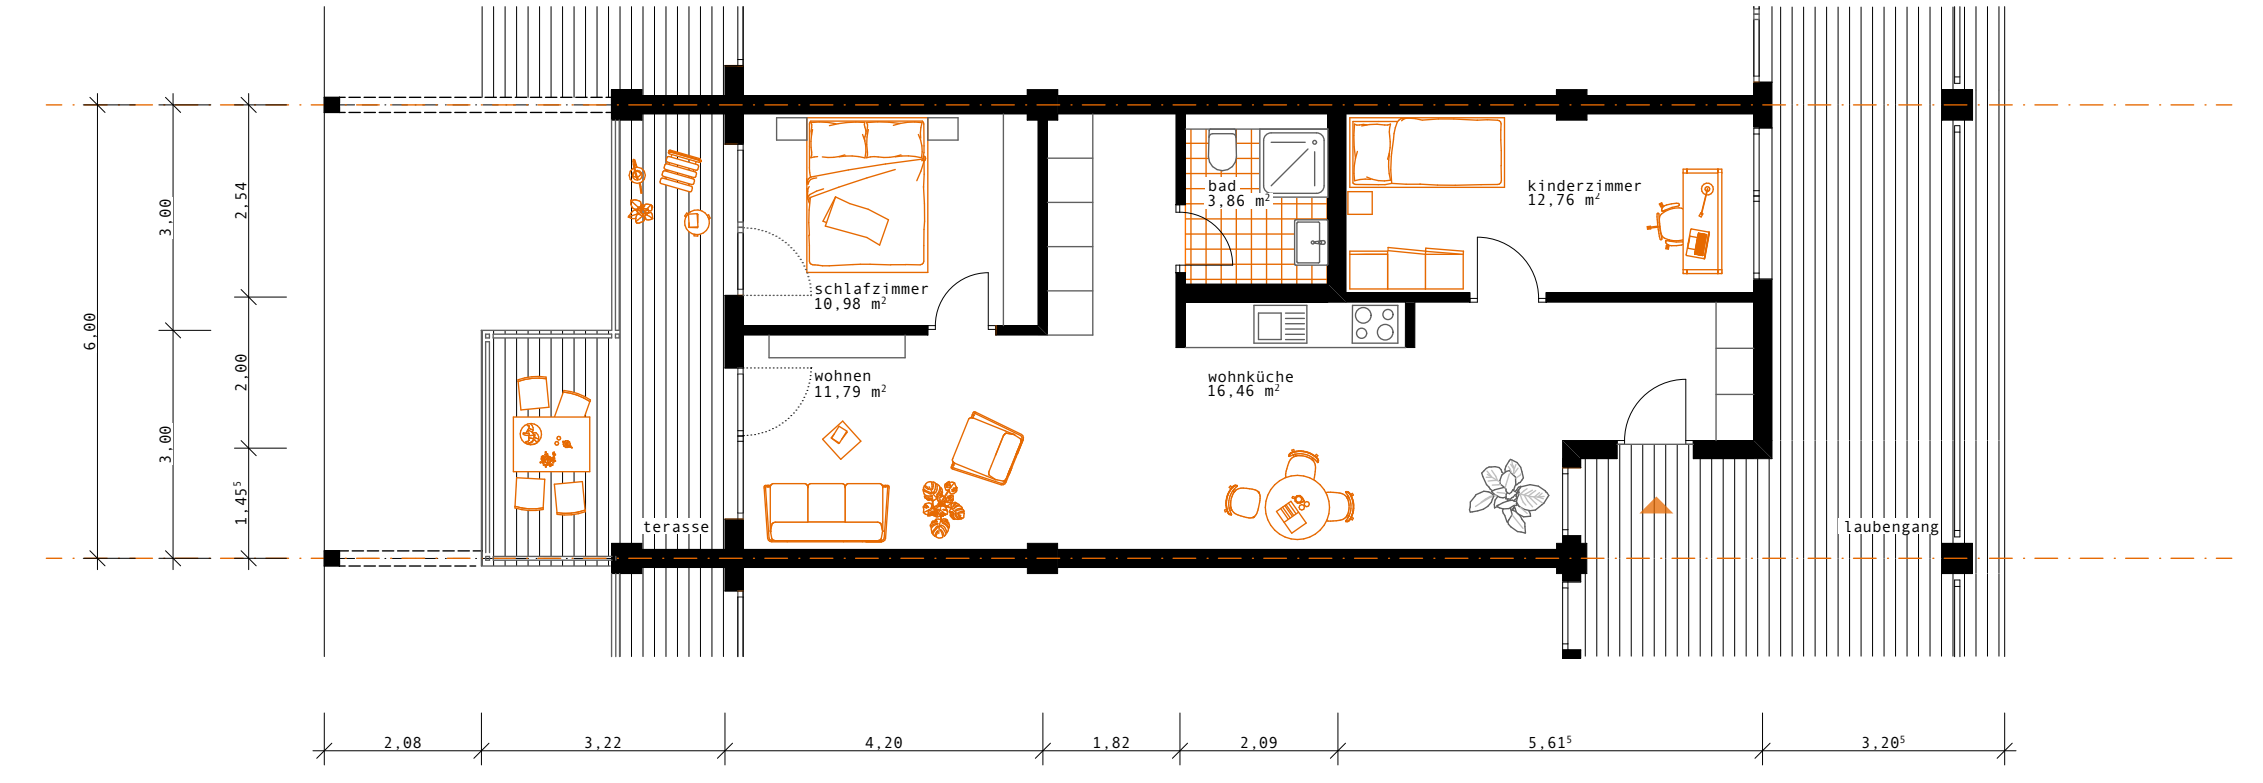 schlafzimmer
10,98 m²
bad
3,86 m²
kinderzimmer
12,76 m²
wohnen
11,79 m²
wohnküche
16,46 m²
terasse
laubengang
6,00
3,00
3,00
2,54
2,00
1,45⁵
2,08
3,22
4,20
1,82
2,09
5,61⁵
3,20⁵